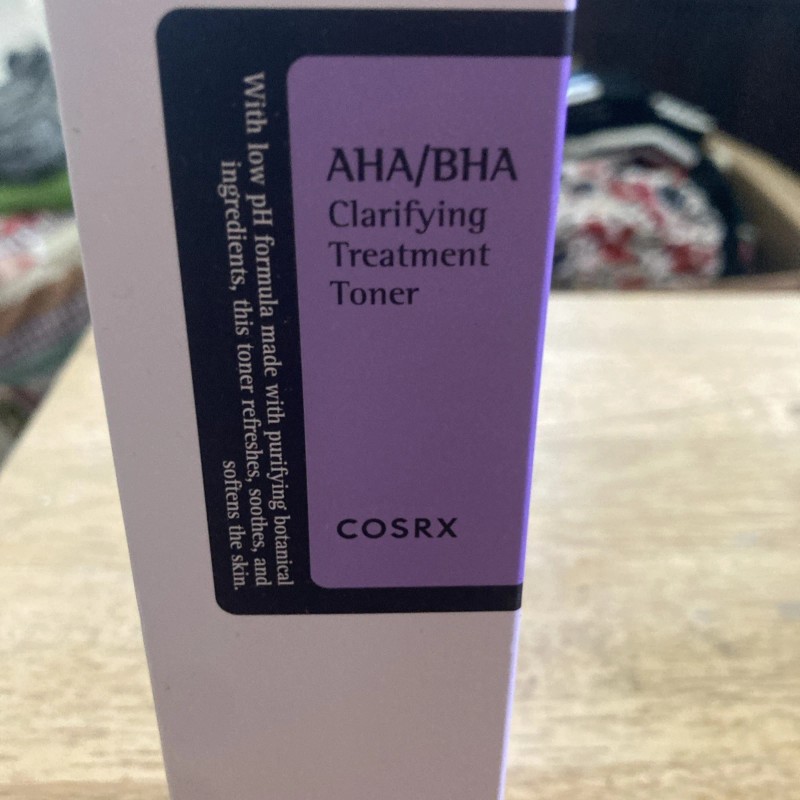 AHA/BHA
Clarifying
Treatment
Toner
COSRX
With low pH formula made with purifying botanical
ingredients, this toner refreshes, soothes, and
softens the skin.